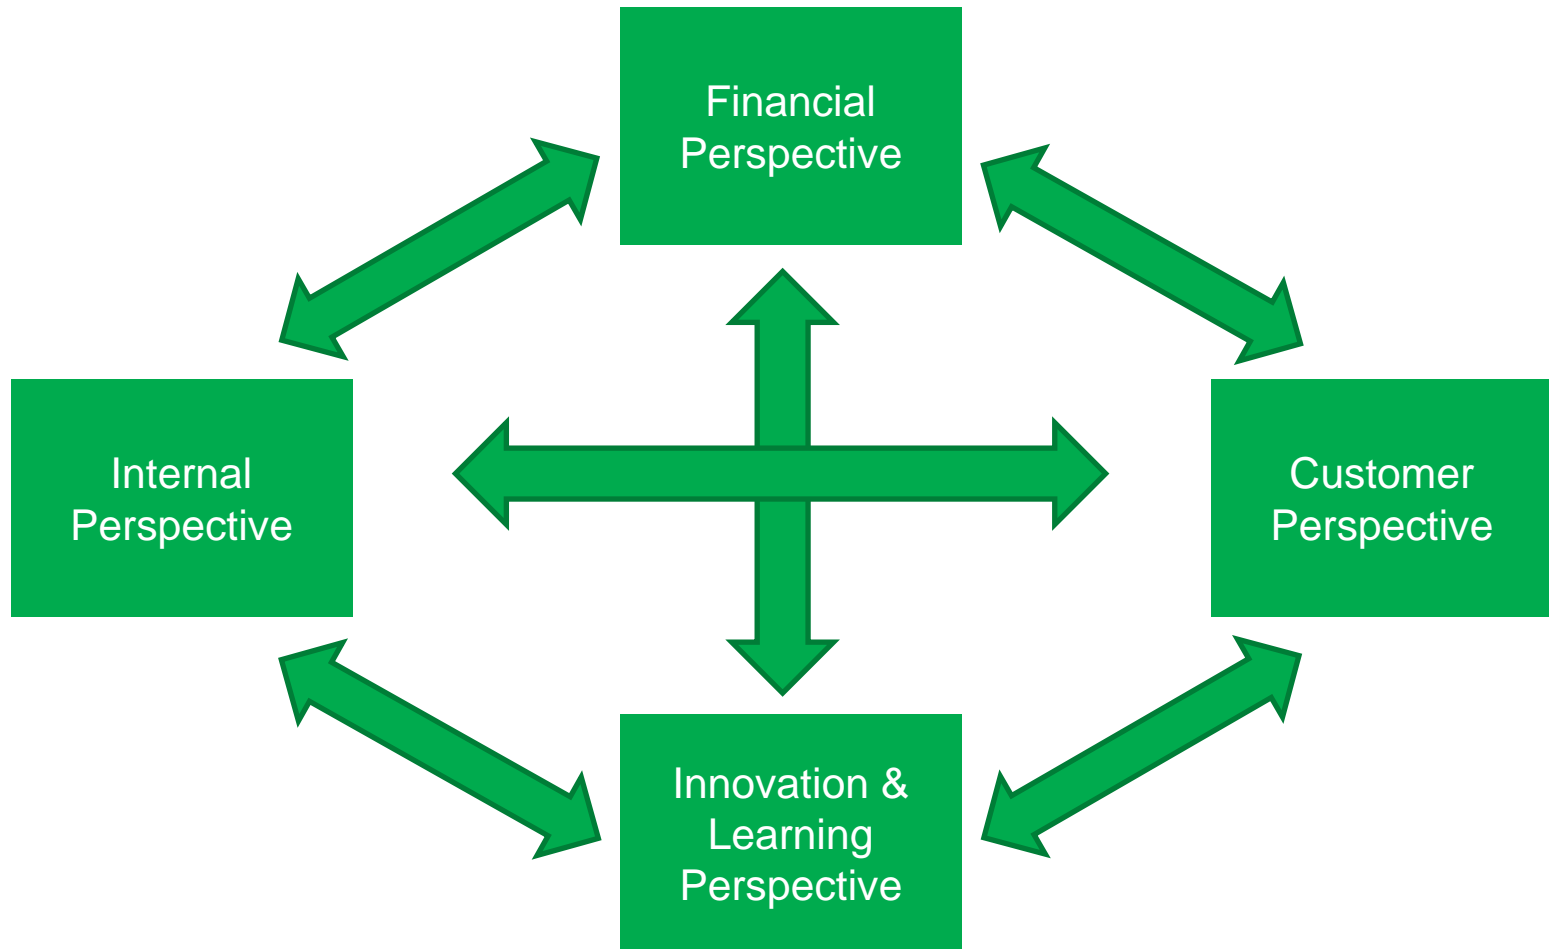 Financial
Perspective
Internal
Perspective
Customer
Perspective
Innovation &
Learning
Perspective